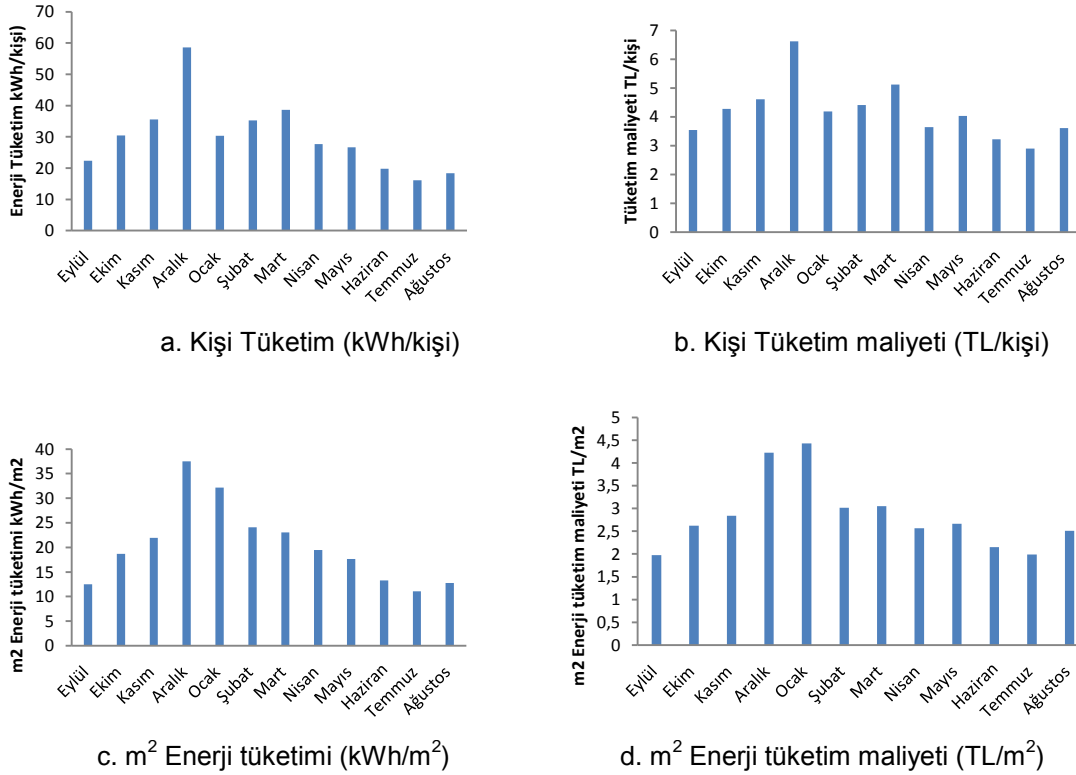 Enerji Tüketim kWh/kişi
70
60
50
40
30
20
10
0
Eylül
Ekim
Kasım
Aralık
Ocak
Şubat
Mart
Nisan
Mayıs
Haziran
Temmuz
Ağustos
a. Kişi Tüketim (kWh/kişi)
Tüketim maliyeti TL/kişi
7
6
5
4
3
2
1
0
Eylül
Ekim
Kasım
Aralık
Ocak
Şubat
Mart
Nisan
Mayıs
Haziran
Temmuz
Ağustos
b. Kişi Tüketim maliyeti (TL/kişi)
m2 Enerji tüketimi kWh/m2
40
35
30
25
20
15
10
5
0
Eylül
Ekim
Kasım
Aralık
Ocak
Şubat
Mart
Nisan
Mayıs
Haziran
Temmuz
Ağustos
c. m² Enerji tüketimi (kWh/m²)
m2 Enerji tüketim maliyeti TL/m2
5
4,5
4
3,5
3
2,5
2
1,5
1
0,5
0
Eylül
Ekim
Kasım
Aralık
Ocak
Şubat
Mart
Nisan
Mayıs
Haziran
Temmuz
Ağustos
d. m² Enerji tüketim maliyeti (TL/m²)